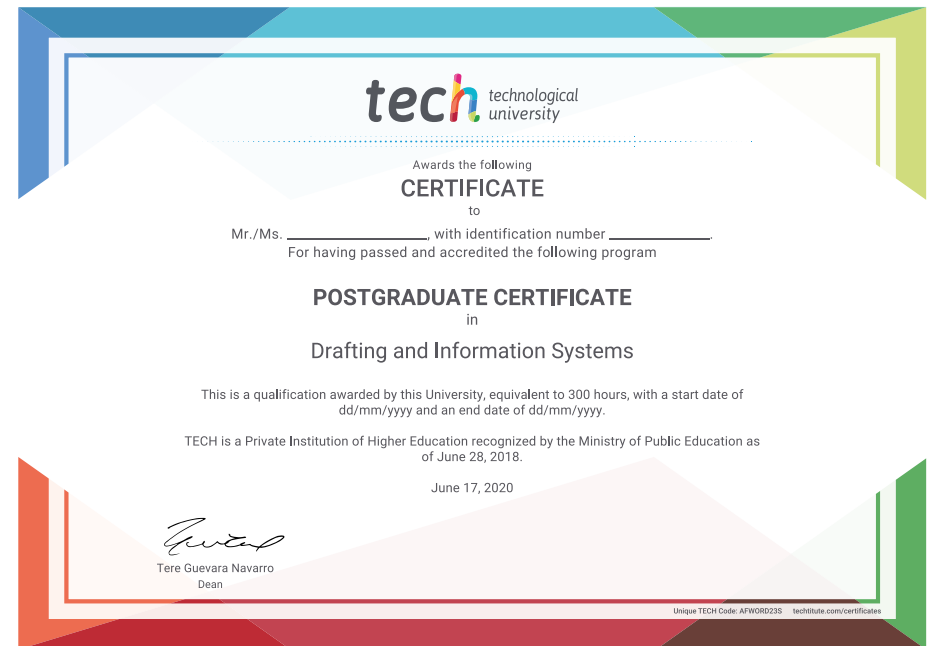 tech technological
university
Awards the following
CERTIFICATE
to
Mr./Ms. ____________________, with identification number ______________.
For having passed and accredited the following program
POSTGRADUATE CERTIFICATE
in
Drafting and Information Systems
This is a qualification awarded by this University, equivalent to 300 hours, with a start date of
dd/mm/yyyy and an end date of dd/mm/yyyy.
TECH is a Private Institution of Higher Education recognized by the Ministry of Public Education as
of June 28, 2018.
June 17, 2020
Tere Guevara Navarro
Dean
Unique TECH Code: AFWORD23S techtitute.com/certificates